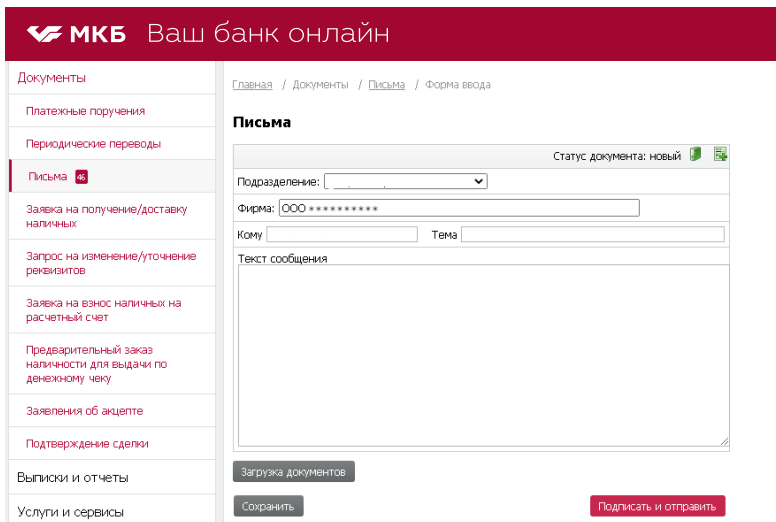 МКБ Ваш банк онлайн
Документы
Платежные поручения
Периодические переводы
Письма 46
Заявка на получение/доставку
наличных
Запрос на изменение/уточнение
реквизитов
Заявка на взнос наличных на
расчетный счет
Предварительный заказ
наличности для выдачи по
денежному чеку
Заявления об акцепте
Подтверждение сделки
Выписки и отчеты
Услуги и сервисы
Главная / Документы / Письма / Форма ввода
Письма
Статус документа: новый
Подразделение:
Фирма: ООО **********
Кому Тема
Текст сообщения
Загрузка документов
Сохранить Подписать и отправить